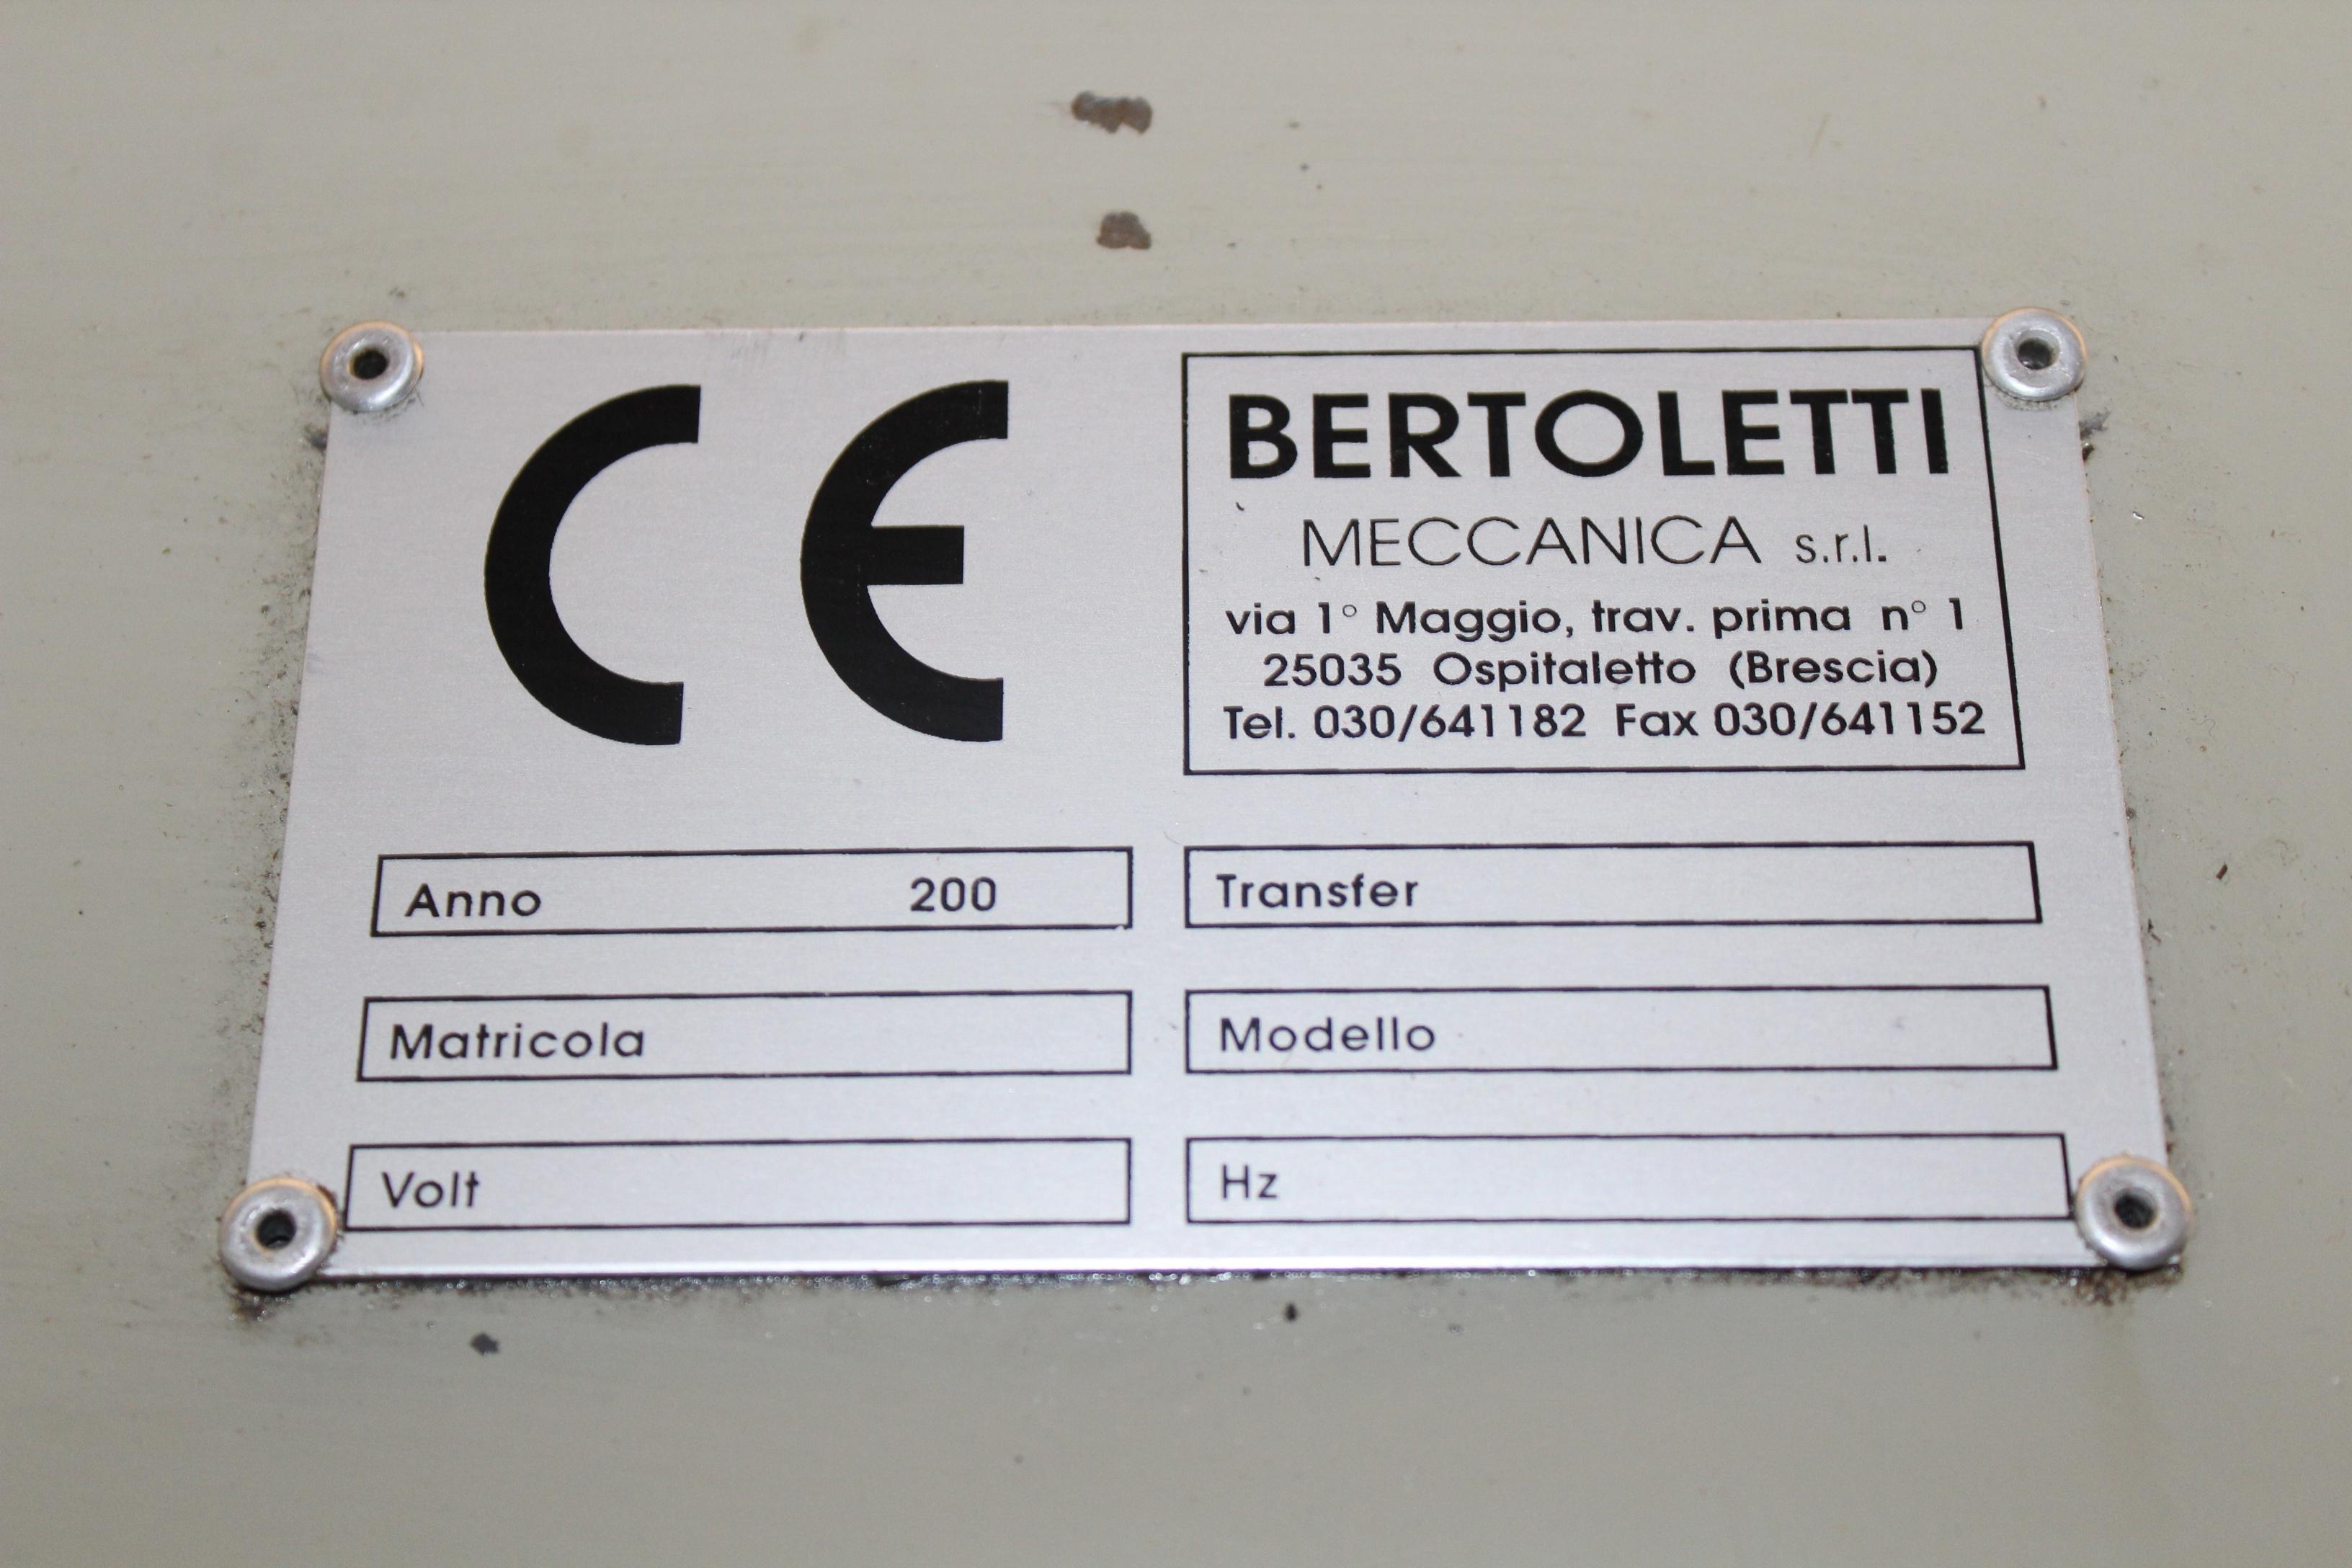 CE
BERTOLETTI
MECCANICA s.r.l.
via 1° Maggio, trav. prima n° 1
25035 Ospitaletto (Brescia)
Tel. 030/641182 Fax 030/641152
Anno 200
Transfer
Matricola
Modello
Volt
Hz